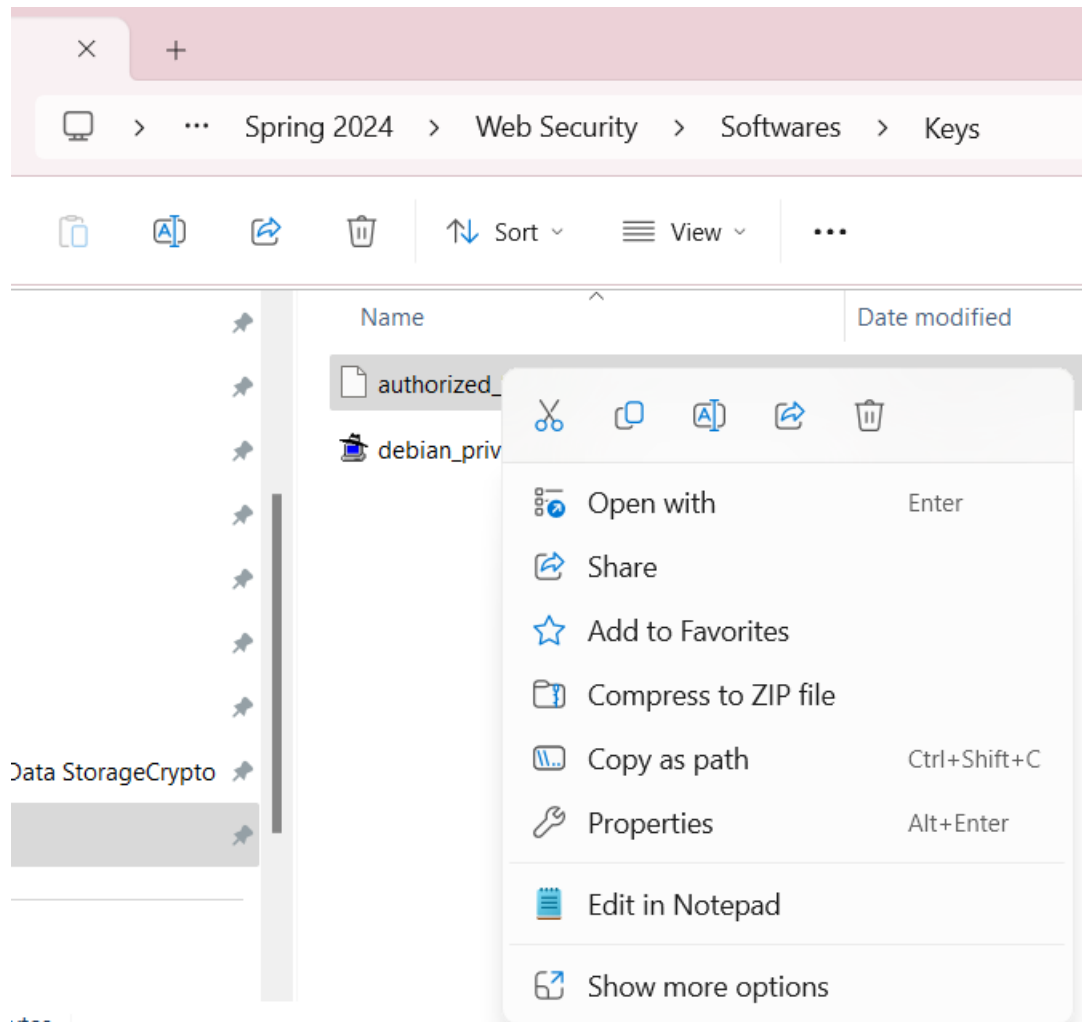 Spring 2024 Web Security Softwares Keys
Sort View
Name Date modified
authorized_
debian_priv
Open with Enter
Share
Add to Favorites
Compress to ZIP file
Data StorageCrypto Copy as path Ctrl+Shift+C
Properties Alt+Enter
Edit in Notepad
Show more options